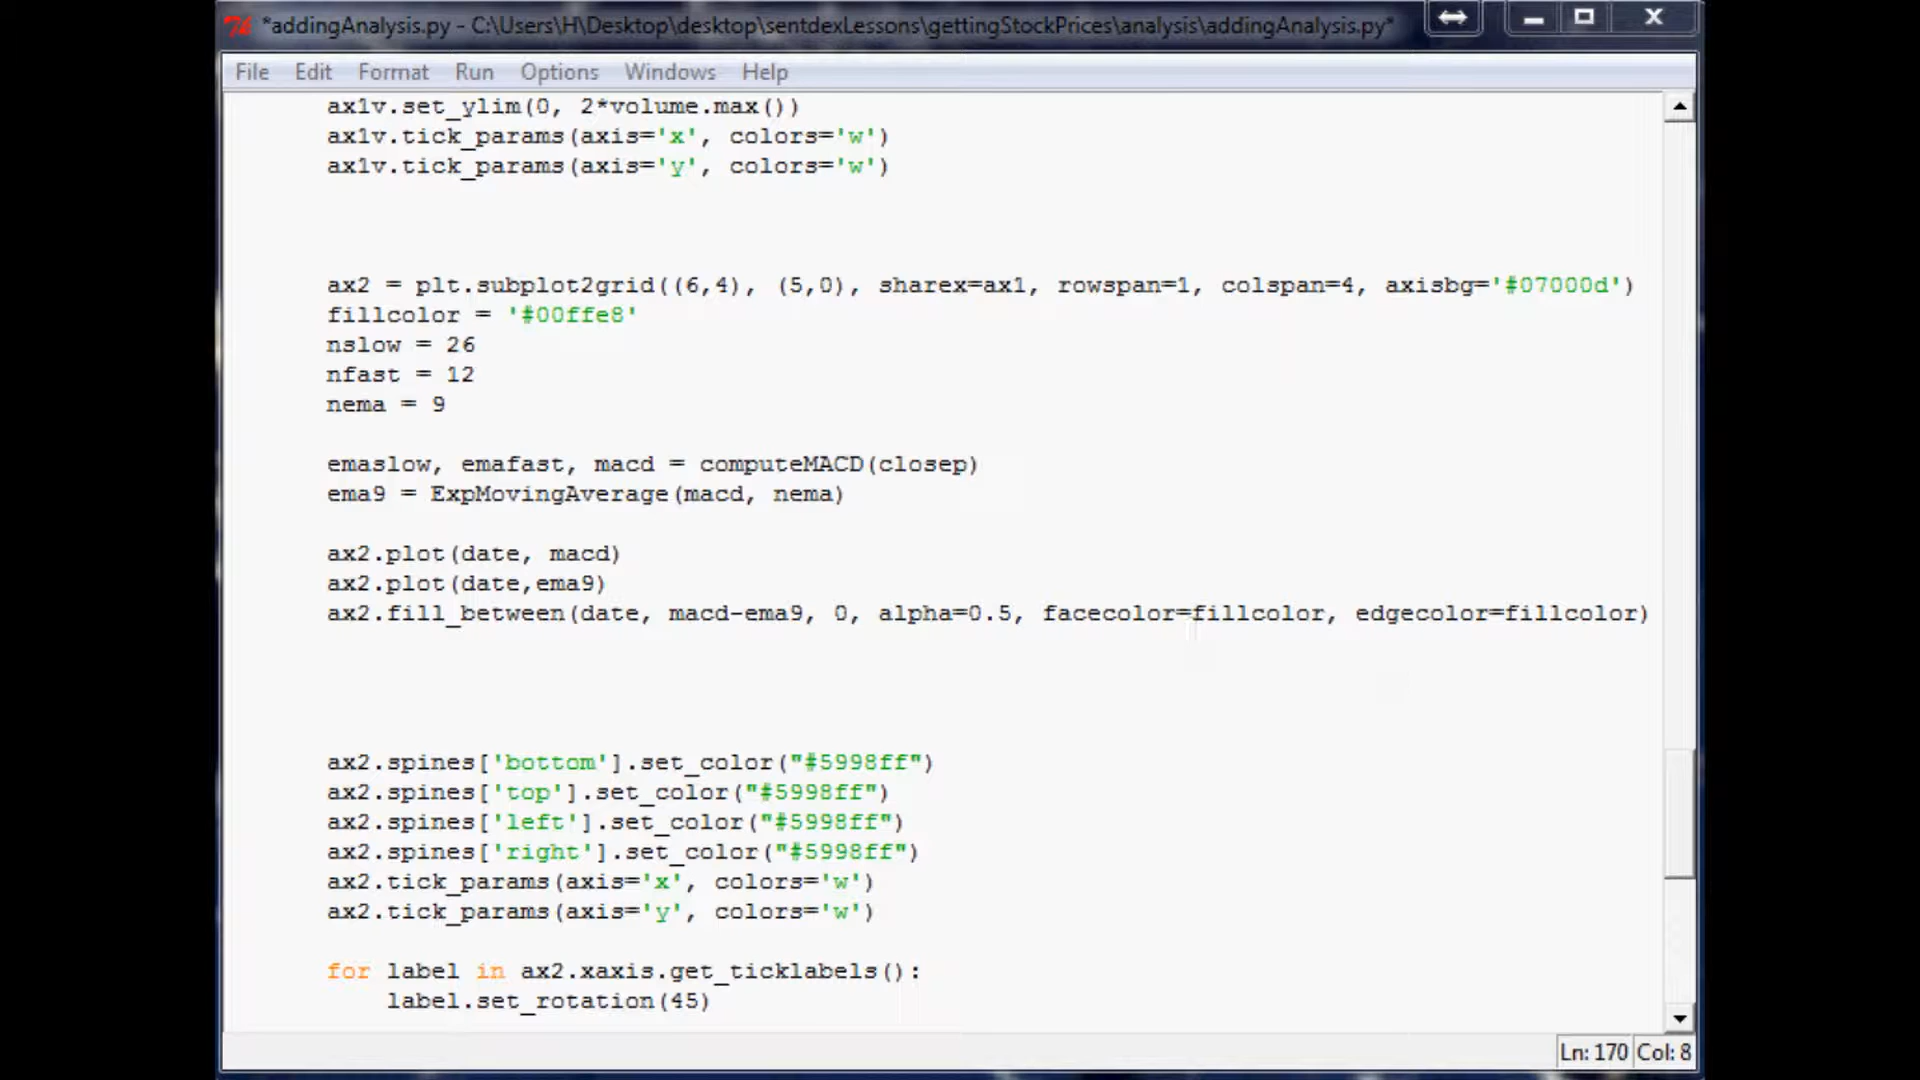 *addingAnalysis.py - C:\Users\H\Desktop\desktop\sentdexLessons\gettingStockPrices\analysis\addingAnalysis.py*
File Edit Format Run Options Windows Help
ax1v.set_ylim(0, 2*volume.max())
ax1v.tick_params(axis='x', colors='w')
ax1v.tick_params(axis='y', colors='w')
ax2 = plt.subplot2grid((6,4), (5,0), sharex=ax1, rowspan=1, colspan=4, axisbg='#07000d')
fillcolor = '#00ffe8'
nslow = 26
nfast = 12
nema = 9
emaslow, emafast, macd = computeMACD(closep)
ema9 = ExpMovingAverage(macd, nema)
ax2.plot(date, macd)
ax2.plot(date,ema9)
ax2.fill_between(date, macd-ema9, 0, alpha=0.5, facecolor=fillcolor, edgecolor=fillcolor)
ax2.spines['bottom'].set_color("#5998ff")
ax2.spines['top'].set_color("#5998ff")
ax2.spines['left'].set_color("#5998ff")
ax2.spines['right'].set_color("#5998ff")
ax2.tick_params(axis='x', colors='w')
ax2.tick_params(axis='y', colors='w')
for label in ax2.xaxis.get_ticklabels():
label.set_rotation(45)
Ln: 170 Col: 8